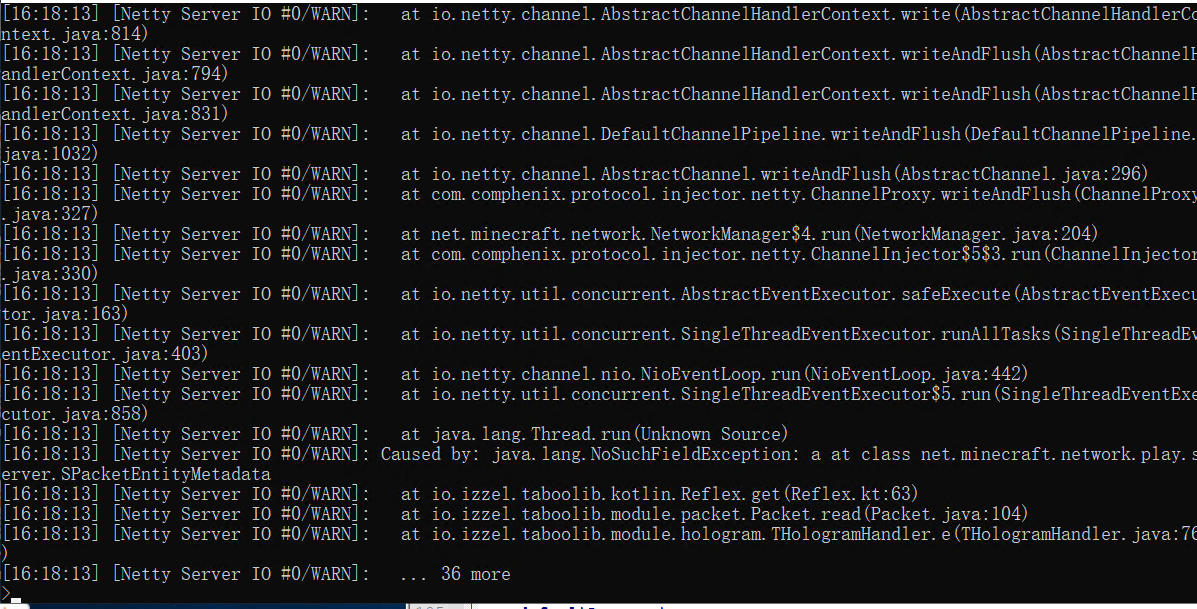 [16:18:13] [Netty Server IO #0/WARN]:   at io.netty.channel.AbstractChannelHandlerContext.write(AbstractChannelHandlerCo
ntext.java:814)
[16:18:13] [Netty Server IO #0/WARN]:   at io.netty.channel.AbstractChannelHandlerContext.writeAndFlush(AbstractChannelH
andlerContext.java:794)
[16:18:13] [Netty Server IO #0/WARN]:   at io.netty.channel.AbstractChannelHandlerContext.writeAndFlush(AbstractChannelH
andlerContext.java:831)
[16:18:13] [Netty Server IO #0/WARN]:   at io.netty.channel.DefaultChannelPipeline.writeAndFlush(DefaultChannelPipeline.
java:1032)
[16:18:13] [Netty Server IO #0/WARN]:   at io.netty.channel.AbstractChannel.writeAndFlush(AbstractChannel.java:296)
[16:18:13] [Netty Server IO #0/WARN]:   at com.comphenix.protocol.injector.netty.ChannelProxy.writeAndFlush(ChannelProxy
.java:327)
[16:18:13] [Netty Server IO #0/WARN]:   at net.minecraft.network.NetworkManager$4.run(NetworkManager.java:204)
[16:18:13] [Netty Server IO #0/WARN]:   at com.comphenix.protocol.injector.netty.ChannelInjector$5$3.run(ChannelInjector
.java:330)
[16:18:13] [Netty Server IO #0/WARN]:   at io.netty.util.concurrent.AbstractEventExecutor.safeExecute(AbstractEventExecu
tor.java:163)
[16:18:13] [Netty Server IO #0/WARN]:   at io.netty.util.concurrent.SingleThreadEventExecutor.runAllTasks(SingleThreadEv
entExecutor.java:403)
[16:18:13] [Netty Server IO #0/WARN]:   at io.netty.channel.nio.NioEventLoop.run(NioEventLoop.java:442)
[16:18:13] [Netty Server IO #0/WARN]:   at io.netty.util.concurrent.SingleThreadEventExecutor$5.run(SingleThreadEventExe
cutor.java:858)
[16:18:13] [Netty Server IO #0/WARN]:   at java.lang.Thread.run(Unknown Source)
[16:18:13] [Netty Server IO #0/WARN]: Caused by: java.lang.NoSuchFieldException: a at class net.minecraft.network.play.s
erver.SPacketEntityMetadata
[16:18:13] [Netty Server IO #0/WARN]:   at io.izzel.taboolib.kotlin.Reflex.get(Reflex.kt:63)
[16:18:13] [Netty Server IO #0/WARN]:   at io.izzel.taboolib.module.packet.Packet.read(Packet.java:104)
[16:18:13] [Netty Server IO #0/WARN]:   at io.izzel.taboolib.module.hologram.THologramHandler.e(THologramHandler.java:76
)
[16:18:13] [Netty Server IO #0/WARN]:   ... 36 more
>